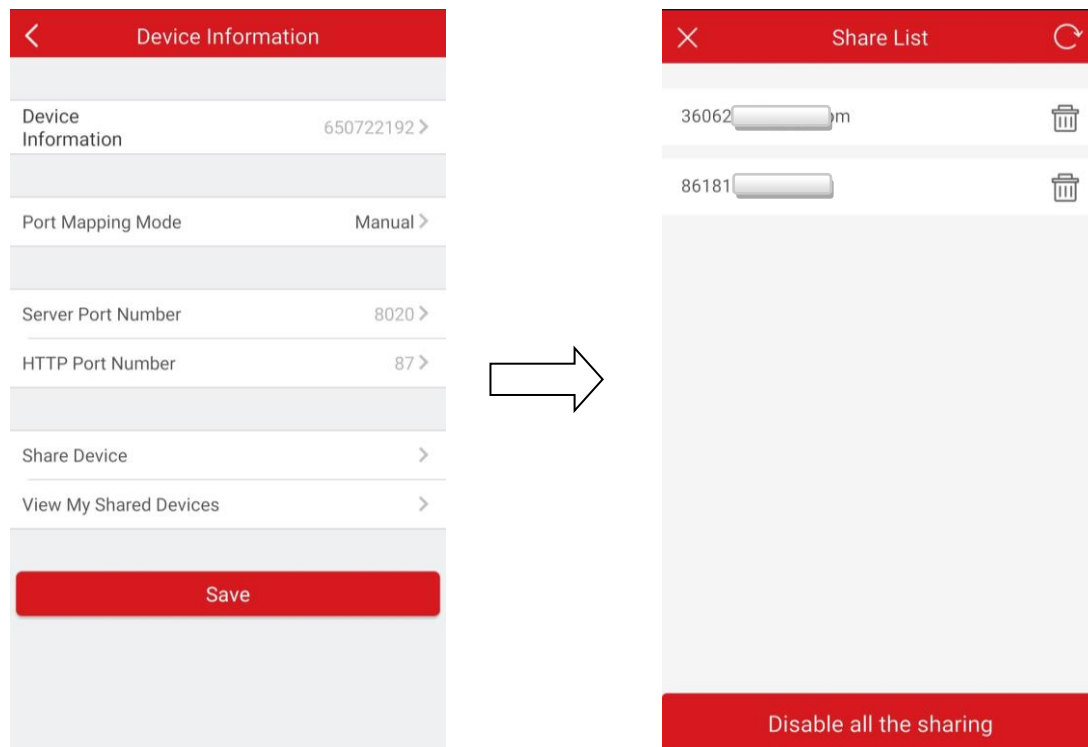 Device Information
Device
Information
650722192
Port Mapping Mode
Manual
Server Port Number
8020
HTTP Port Number
87
Share Device
View My Shared Devices
Save
Share List
36062
86181
Disable all the sharing